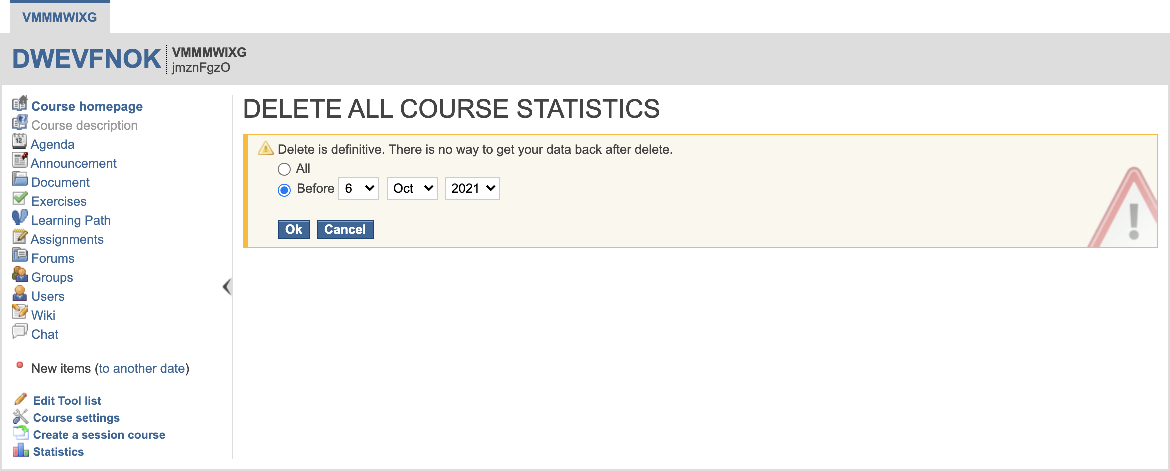 VMMMWIXG
DWEVFNOK
VMMMWIXG
jmznFgzO
Course homepage
Course description
Agenda
Announcement
Document
Exercises
Learning Path
Assignments
Forums
Groups
Users
Wiki
Chat
New items (to another date)
Edit Tool list
Course settings
Create a session course
Statistics
DELETE ALL COURSE STATISTICS
Delete is definitive. There is no way to get your data back after delete.
All
Before 6 Oct 2021
Ok Cancel